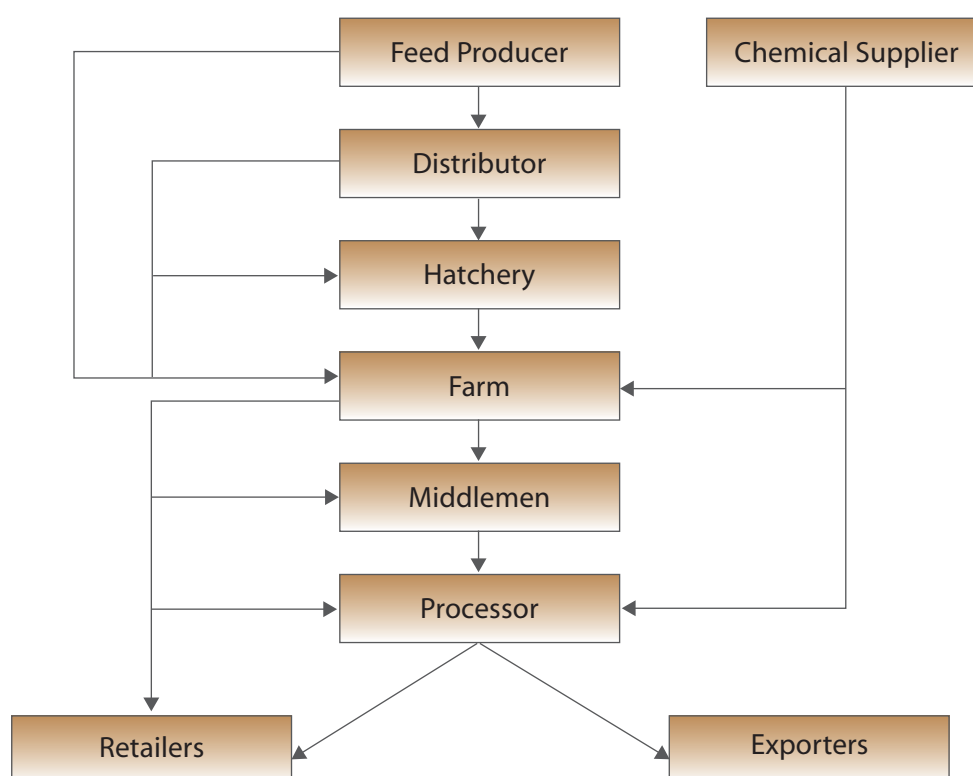 Feed Producer
Chemical Supplier
Distributor
Hatchery
Farm
Middlemen
Processor
Retailers
Exporters